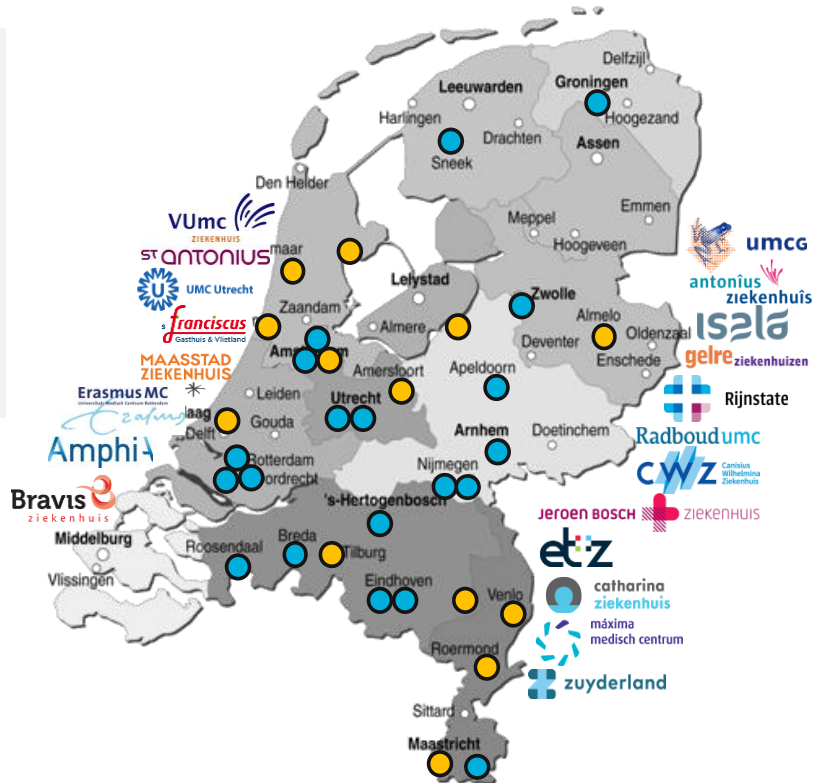 Delfzijl
Groningen
Leeuwarden
Harlingen
Hoogezand
Drachten
Assen
Sneek
Den Helder
Emmen
Meppel
Hoogeveen
VUmc
ZIEKENHUIS
ST ANTONIUS
maar
UMC Utrecht
U
Lelystad
Zwolle
umcg
antonius
ziekenhuis
Zaandam
s franciscus
Gasthuis & Vlietland
Almere
Almelo
isala
Oldenzaal
Deventer
Enschede
gelre ziekenhuizen
MAASSTAD
ZIEKENHUIS
Amersfoort
Apeldoorn
Erasmus MC
Leiden
Utrecht
Rijnstate
laag
Gouda
Delft
Arnhem
Doetinchem
Radboudumc
Amphia
Rotterdam
Nijmegen
CWZ
Canisius
Wilhelmina
Ziekenhuis
ordrecht
Bravis
ziekenhuis
's-Hertogenbosch
JEROEN BOSCH ZIEKENHUIS
Middelburg
Roosendaal
Breda
Tilburg
etz
Vlissingen
Eindhoven
Venlo
catharina
ziekenhuis
máxima
medisch centrum
Roermond
zuyderland
Sittard
Maastricht